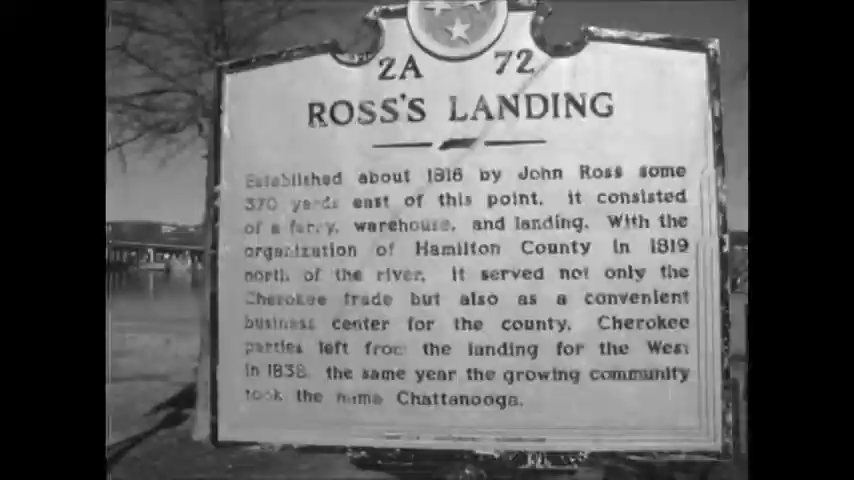 2A 72
ROSS'S LANDING
Established about 1816 by John Ross some
370 yards east of this point, it consisted
of a ferry, warehouse, and landing. With the
organization of Hamilton County in 1819
north of the river, it served not only the
Cherokee trade but also as a convenient
business center for the county. Cherokee
parties left from the landing for the West
in 1838, the same year the growing community
took the name Chattanooga.